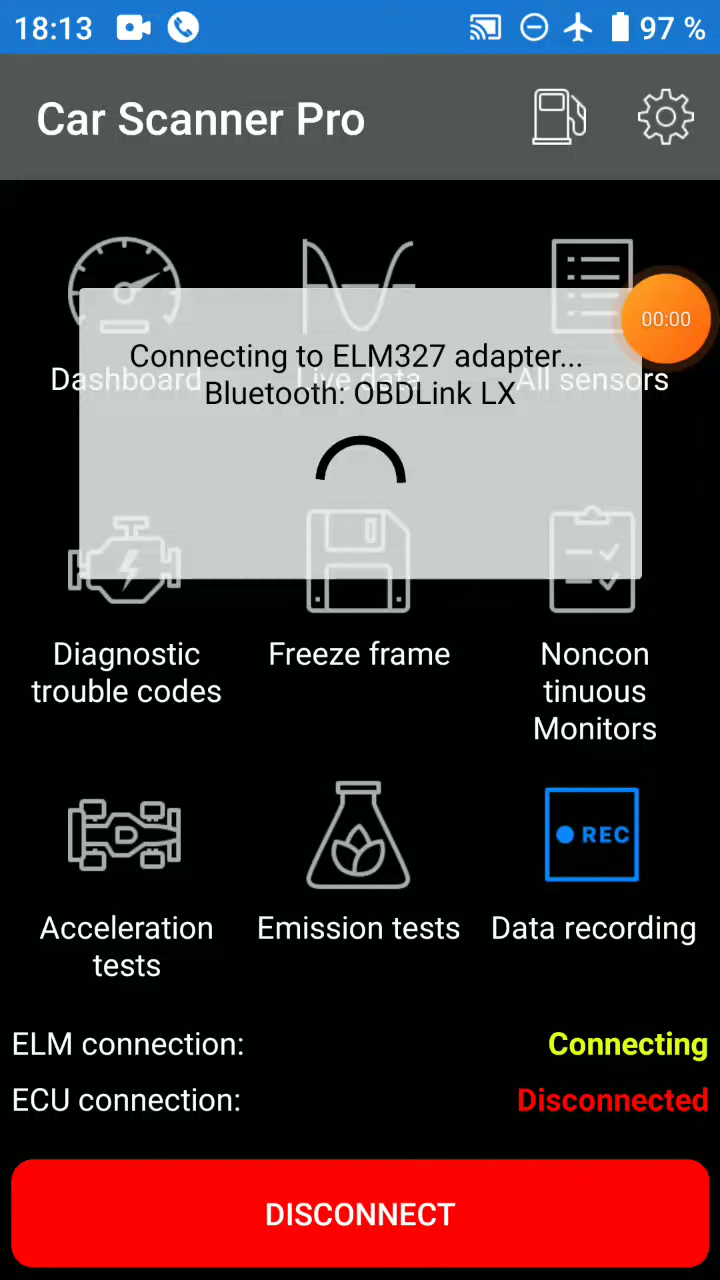 18:13
97 %
Car Scanner Pro
00:00
Connecting to ELM327 adapter...
Bluetooth: OBDLink LX
Dashboard
Live data
All sensors
Diagnostic
trouble codes
Freeze frame
Noncon
tinuous
Monitors
Acceleration
tests
Emission tests
REC
Data recording
ELM connection:
Connecting
ECU connection:
Disconnected
DISCONNECT